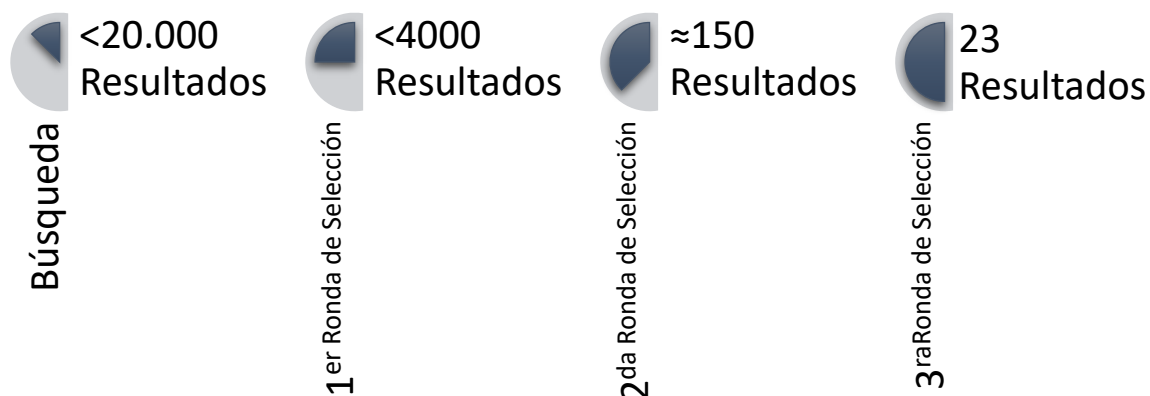 <20.000
Resultados
Búsqueda
<4000
Resultados
1er Ronda de Selección
≈150
Resultados
2da Ronda de Selección
23
Resultados
3raRonda de Selección